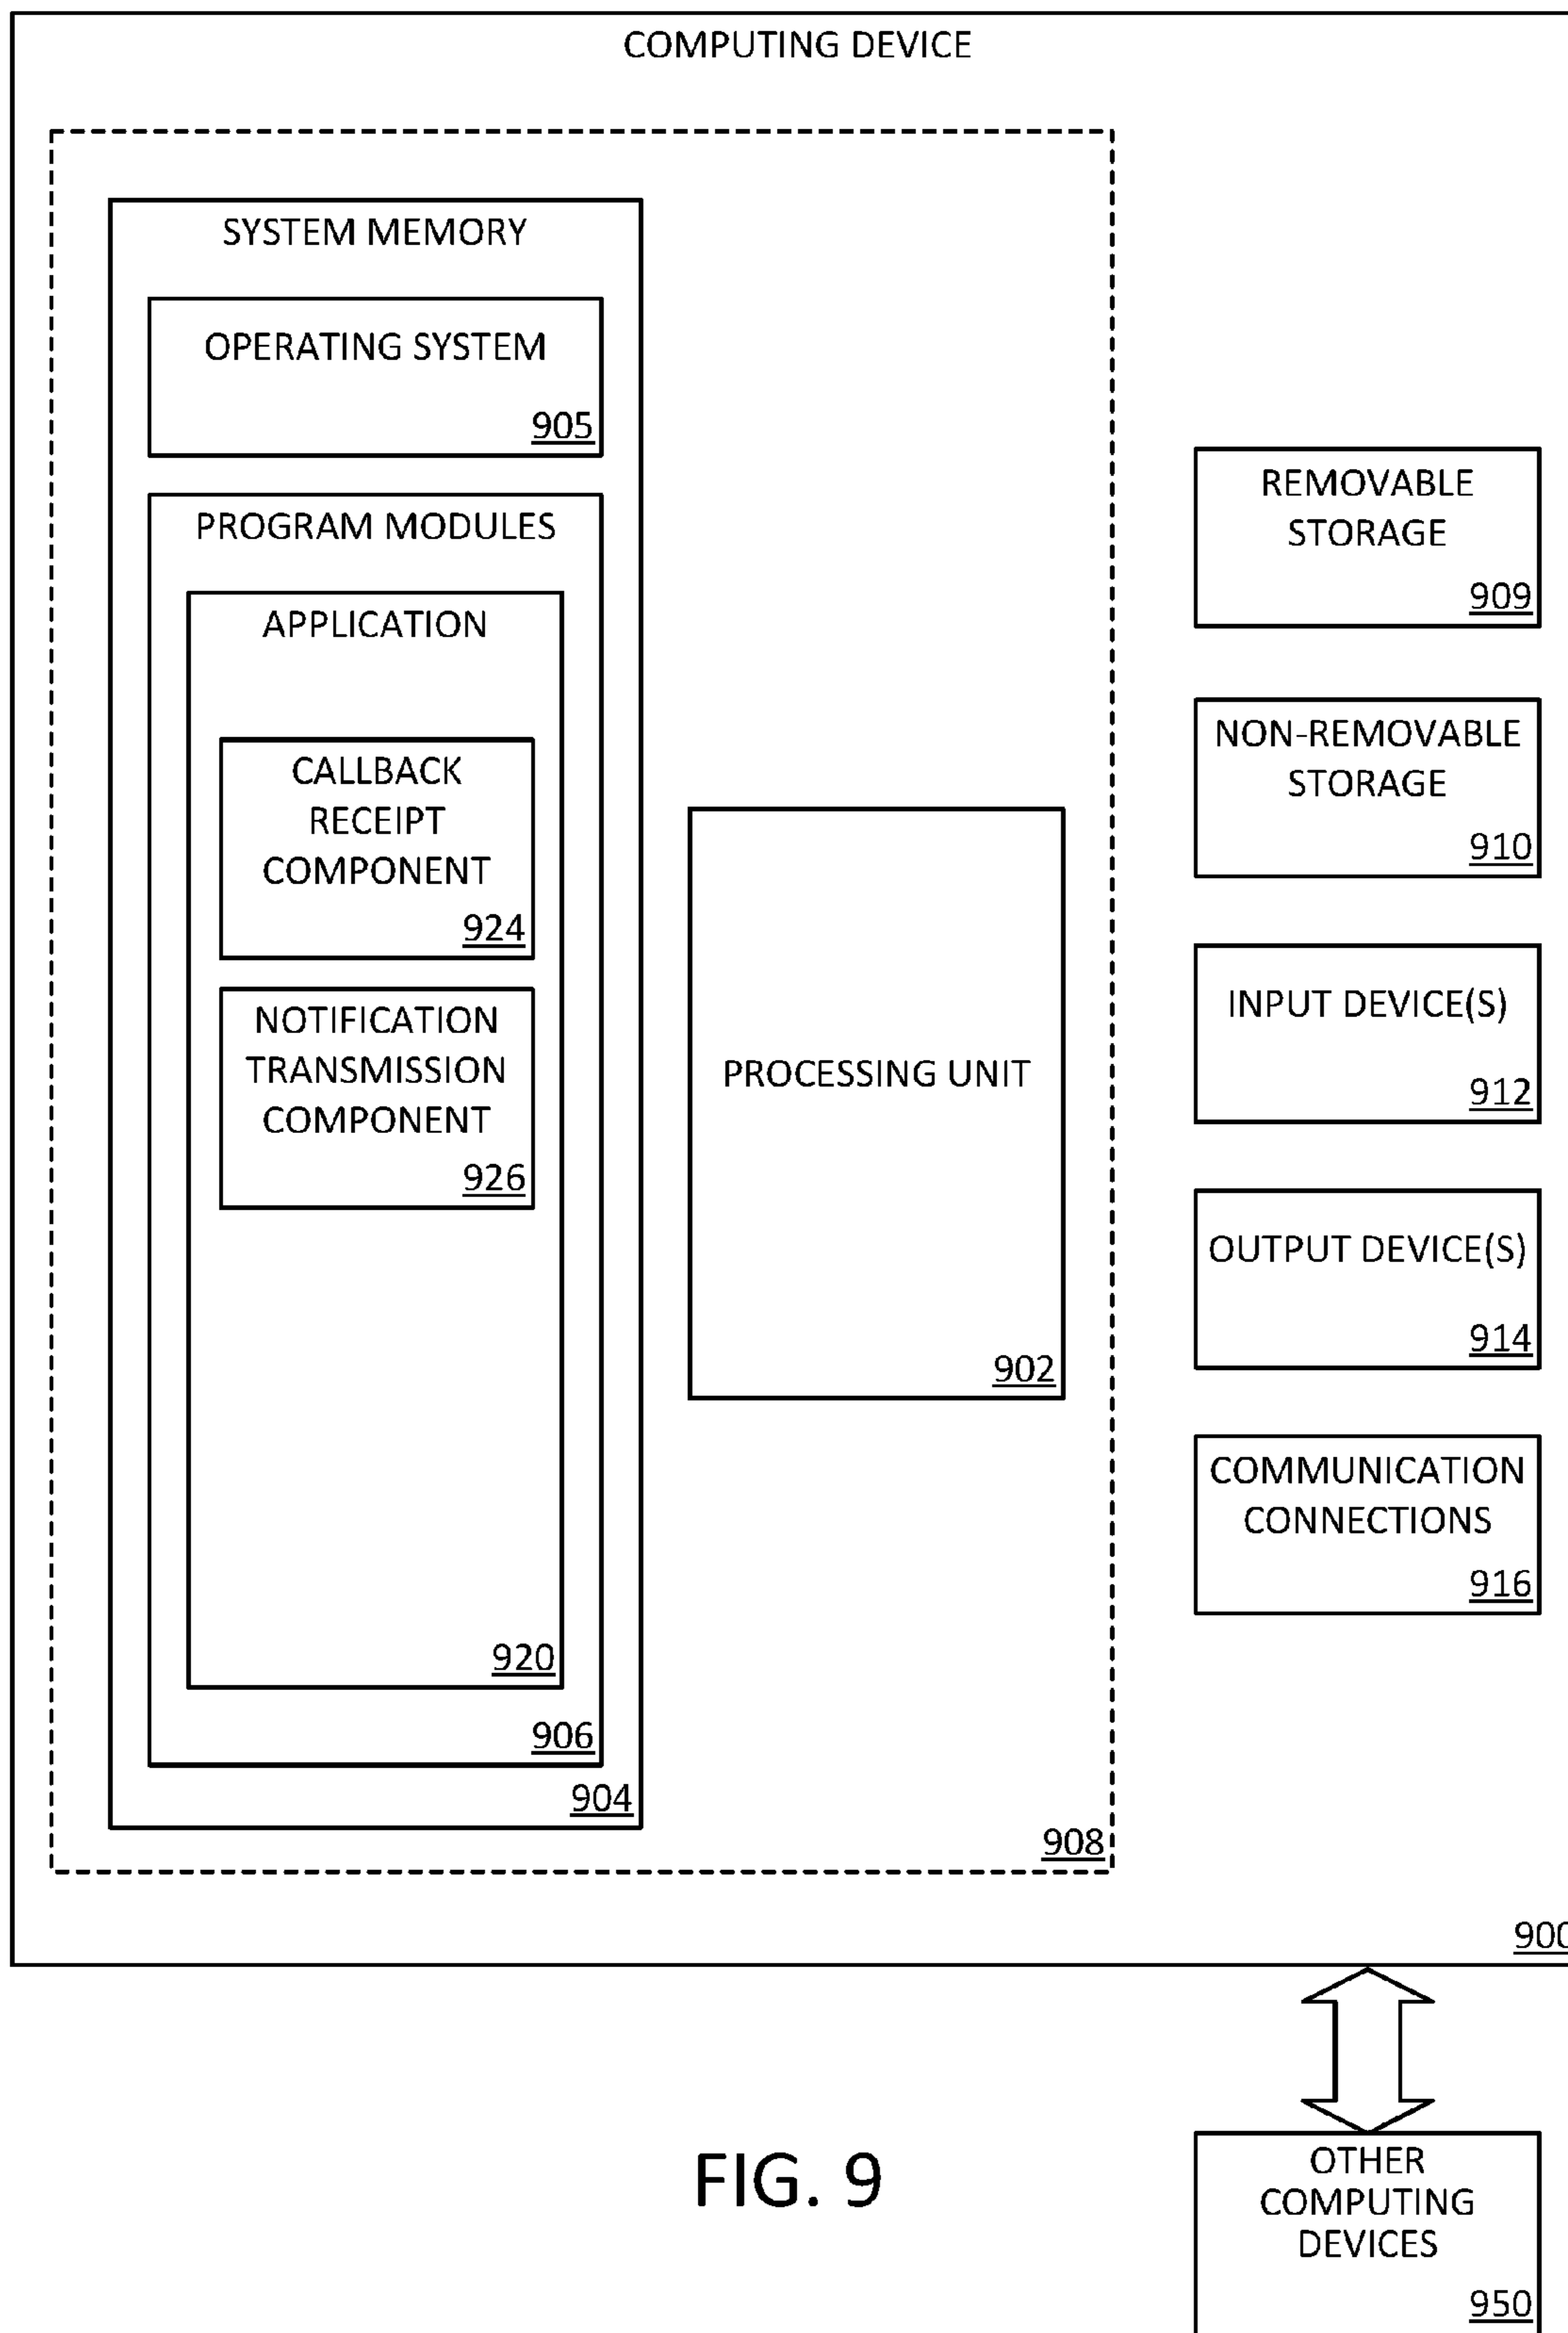 COMPUTING DEVICE
SYSTEM MEMORY
OPERATING SYSTEM
905
PROGRAM MODULES
APPLICATION
CALLBACK
RECEIPT
COMPONENT
924
NOTIFICATION
TRANSMISSION
COMPONENT
926
920
906
904
PROCESSING UNIT
902
908
REMOVABLE
STORAGE
909
NON-REMOVABLE
STORAGE
910
INPUT DEVICE(S)
912
OUTPUT DEVICE(S)
914
COMMUNICATION
CONNECTIONS
916
900
FIG. 9
OTHER
COMPUTING
DEVICES
950